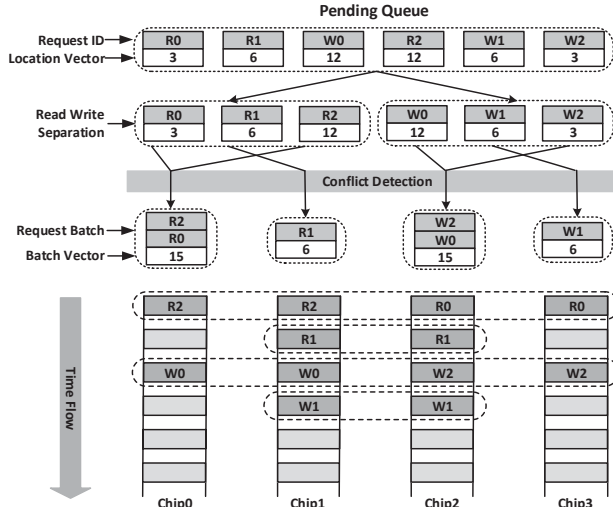 Pending Queue
Request ID R0 R1 W0 R2 W1 W2
Location Vector 3 6 12 12 6 3
Read Write Separation
R0 R1 R2 W0 W1 W2
3 6 12 12 6 3
Conflict Detection
Request Batch
R2 W2
R0 R1 W0 W1
Batch Vector 15 6 15 6
R2 R2 R0 R0
R1 R1
W0 W0 W2 W2
W1 W1
Time Flow
Chip0 Chip1 Chip2 Chip3